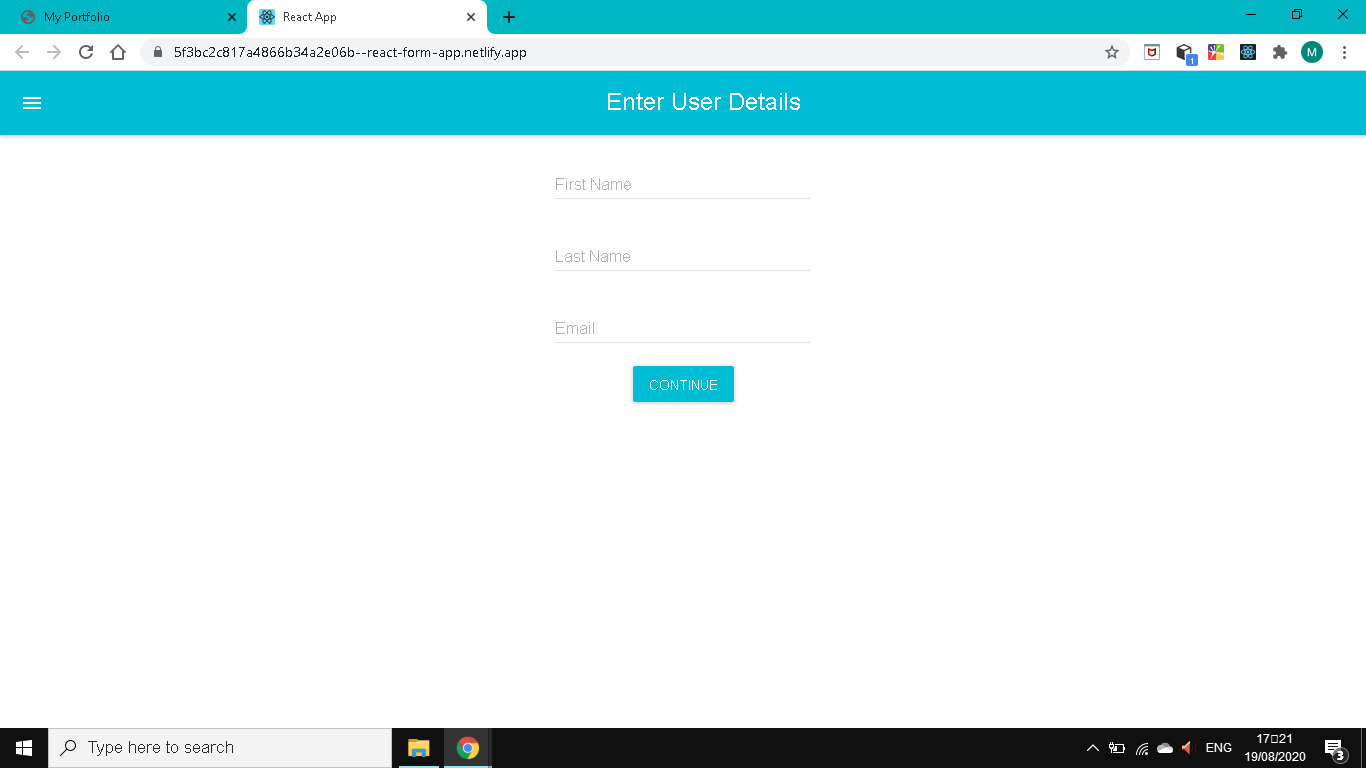 My Portfolio
React App
5f3bc2c817a4866b34a2e06b--react-form-app.netlify.app
1
M
Enter User Details
First Name
Last Name
Email
CONTINUE
Type here to search
ENG
17▯21
19/08/2020
3